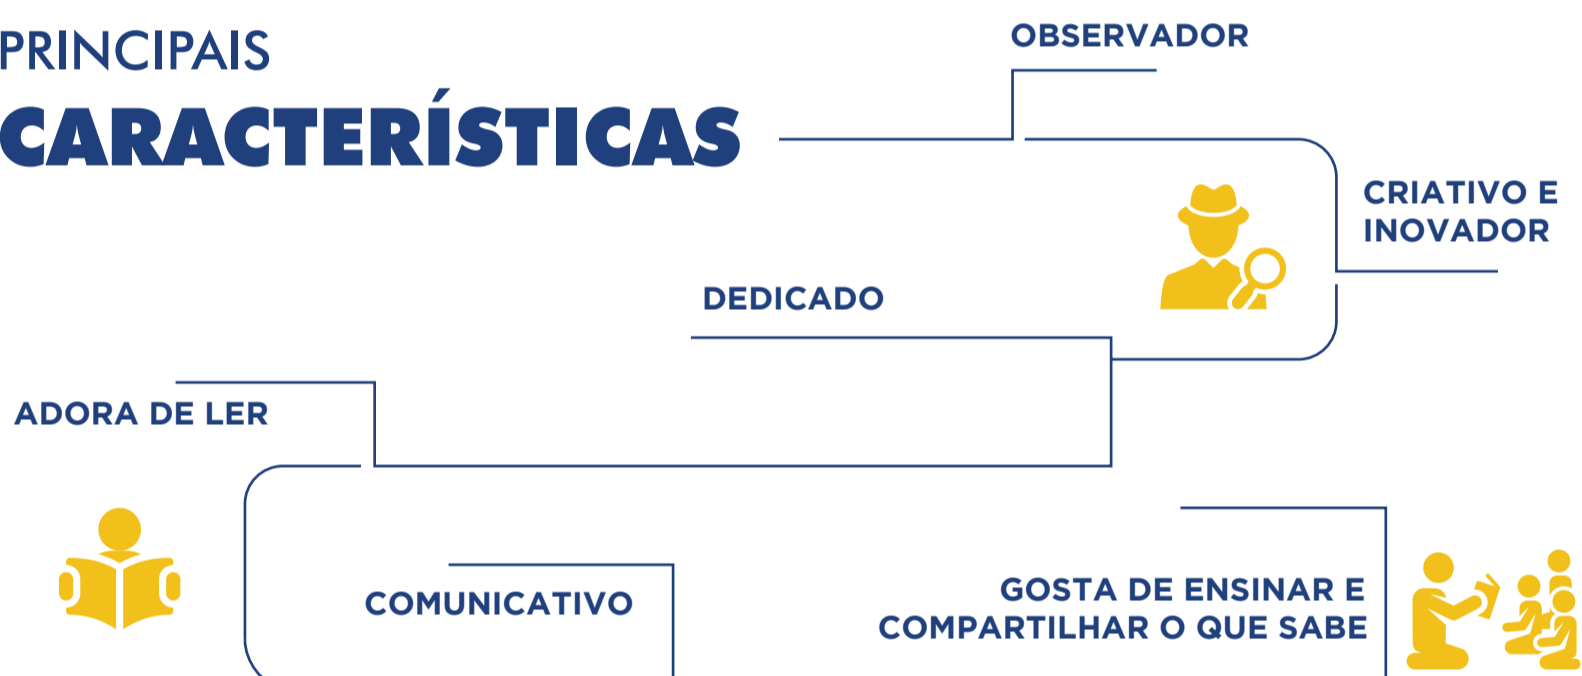 PRINCIPAIS
CARACTERÍSTICAS
OBSERVADOR
CRIATIVO E
INOVADOR
DEDICADO
ADORA DE LER
COMUNICATIVO
GOSTA DE ENSINAR E
COMPARTILHAR O QUE SABE